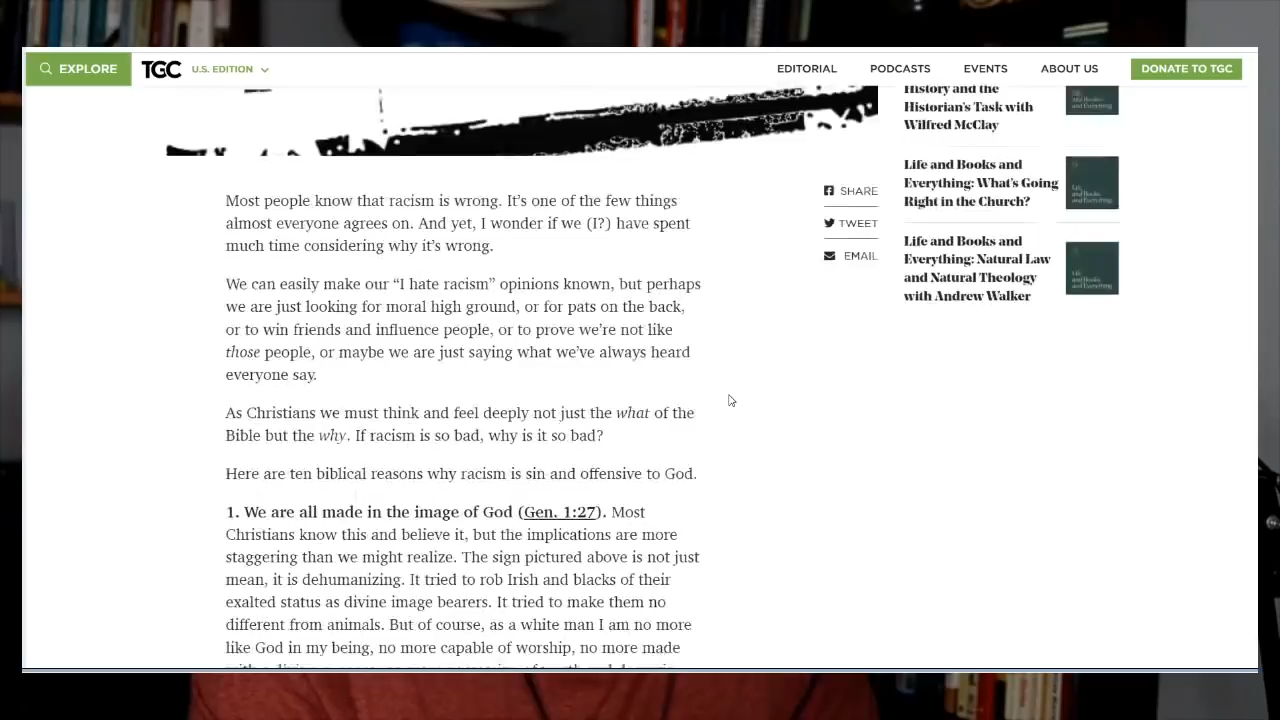 EXPLORE
TGC
U.S. EDITION
EDITORIAL
PODCASTS
EVENTS
ABOUT US
DONATE TO TGC
Most people know that racism is wrong. It’s one of the few things
almost everyone agrees on. And yet, I wonder if we (I?) have spent
much time considering why it’s wrong.
We can easily make our “I hate racism” opinions known, but perhaps
we are just looking for moral high ground, or for pats on the back,
or to win friends and influence people, or to prove we’re not like
those people, or maybe we are just saying what we’ve always heard
everyone say.
As Christians we must think and feel deeply not just the what of the
Bible but the why. If racism is so bad, why is it so bad?
Here are ten biblical reasons why racism is sin and offensive to God.
1. We are all made in the image of God (Gen. 1:27). Most
Christians know this and believe it, but the implications are more
staggering than we might realize. The sign pictured above is not just
mean, it is dehumanizing. It tried to rob Irish and blacks of their
exalted status as divine image bearers. It tried to make them no
different from animals. But of course, as a white man I am no more
like God in my being, no more capable of worship, no more made
SHARE
TWEET
EMAIL
History and the
Historian’s Task with
Wilfred McClay
Life and Books and
Everything: What’s Going
Right in the Church?
Life and Books and
Everything: Natural Law
and Natural Theology
with Andrew Walker